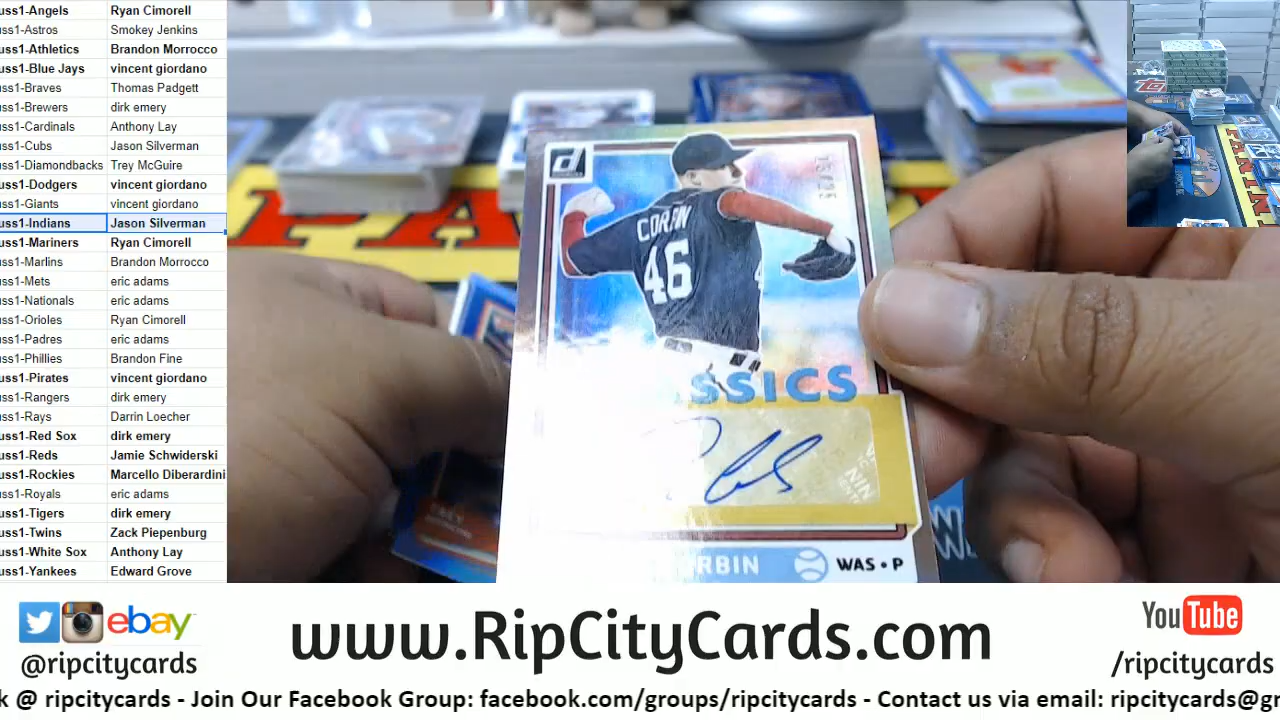 uss1-Angels Ryan Cimorell
uss1-Astros Smokey Jenkins
uss1-Athletics Brandon Morrocco
uss1-Blue Jays vincent giordano
uss1-Braves Thomas Padgett
uss1-Brewers dirk emery
uss1-Cardinals Anthony Lay
uss1-Cubs Jason Silverman
uss1-Diamondbacks Trey McGuire
uss1-Dodgers vincent giordano
uss1-Giants vincent giordano
uss1-Indians Jason Silverman
uss1-Mariners Ryan Cimorell
uss1-Marlins Brandon Morrocco
uss1-Mets eric adams
uss1-Nationals eric adams
uss1-Orioles Ryan Cimorell
uss1-Padres eric adams
uss1-Phillies Brandon Fine
uss1-Pirates vincent giordano
uss1-Rangers dirk emery
uss1-Rays Darrin Loecher
uss1-Red Sox dirk emery
uss1-Reds Jamie Schwiderski
uss1-Rockies Marcello Diberardini
uss1-Royals eric adams
uss1-Tigers dirk emery
uss1-Twins Zack Piepenburg
uss1-White Sox Anthony Lay
uss1-Yankees Edward Grove
d
CORBIN
46
SSICS
RBIN WAS • P
ebay
@ripcitycards
www.RipCityCards.com
YouTube
/ripcitycards
k @ ripcitycards - Join Our Facebook Group: facebook.com/groups/ripcitycards - Contact us via email: ripcitycards@gr